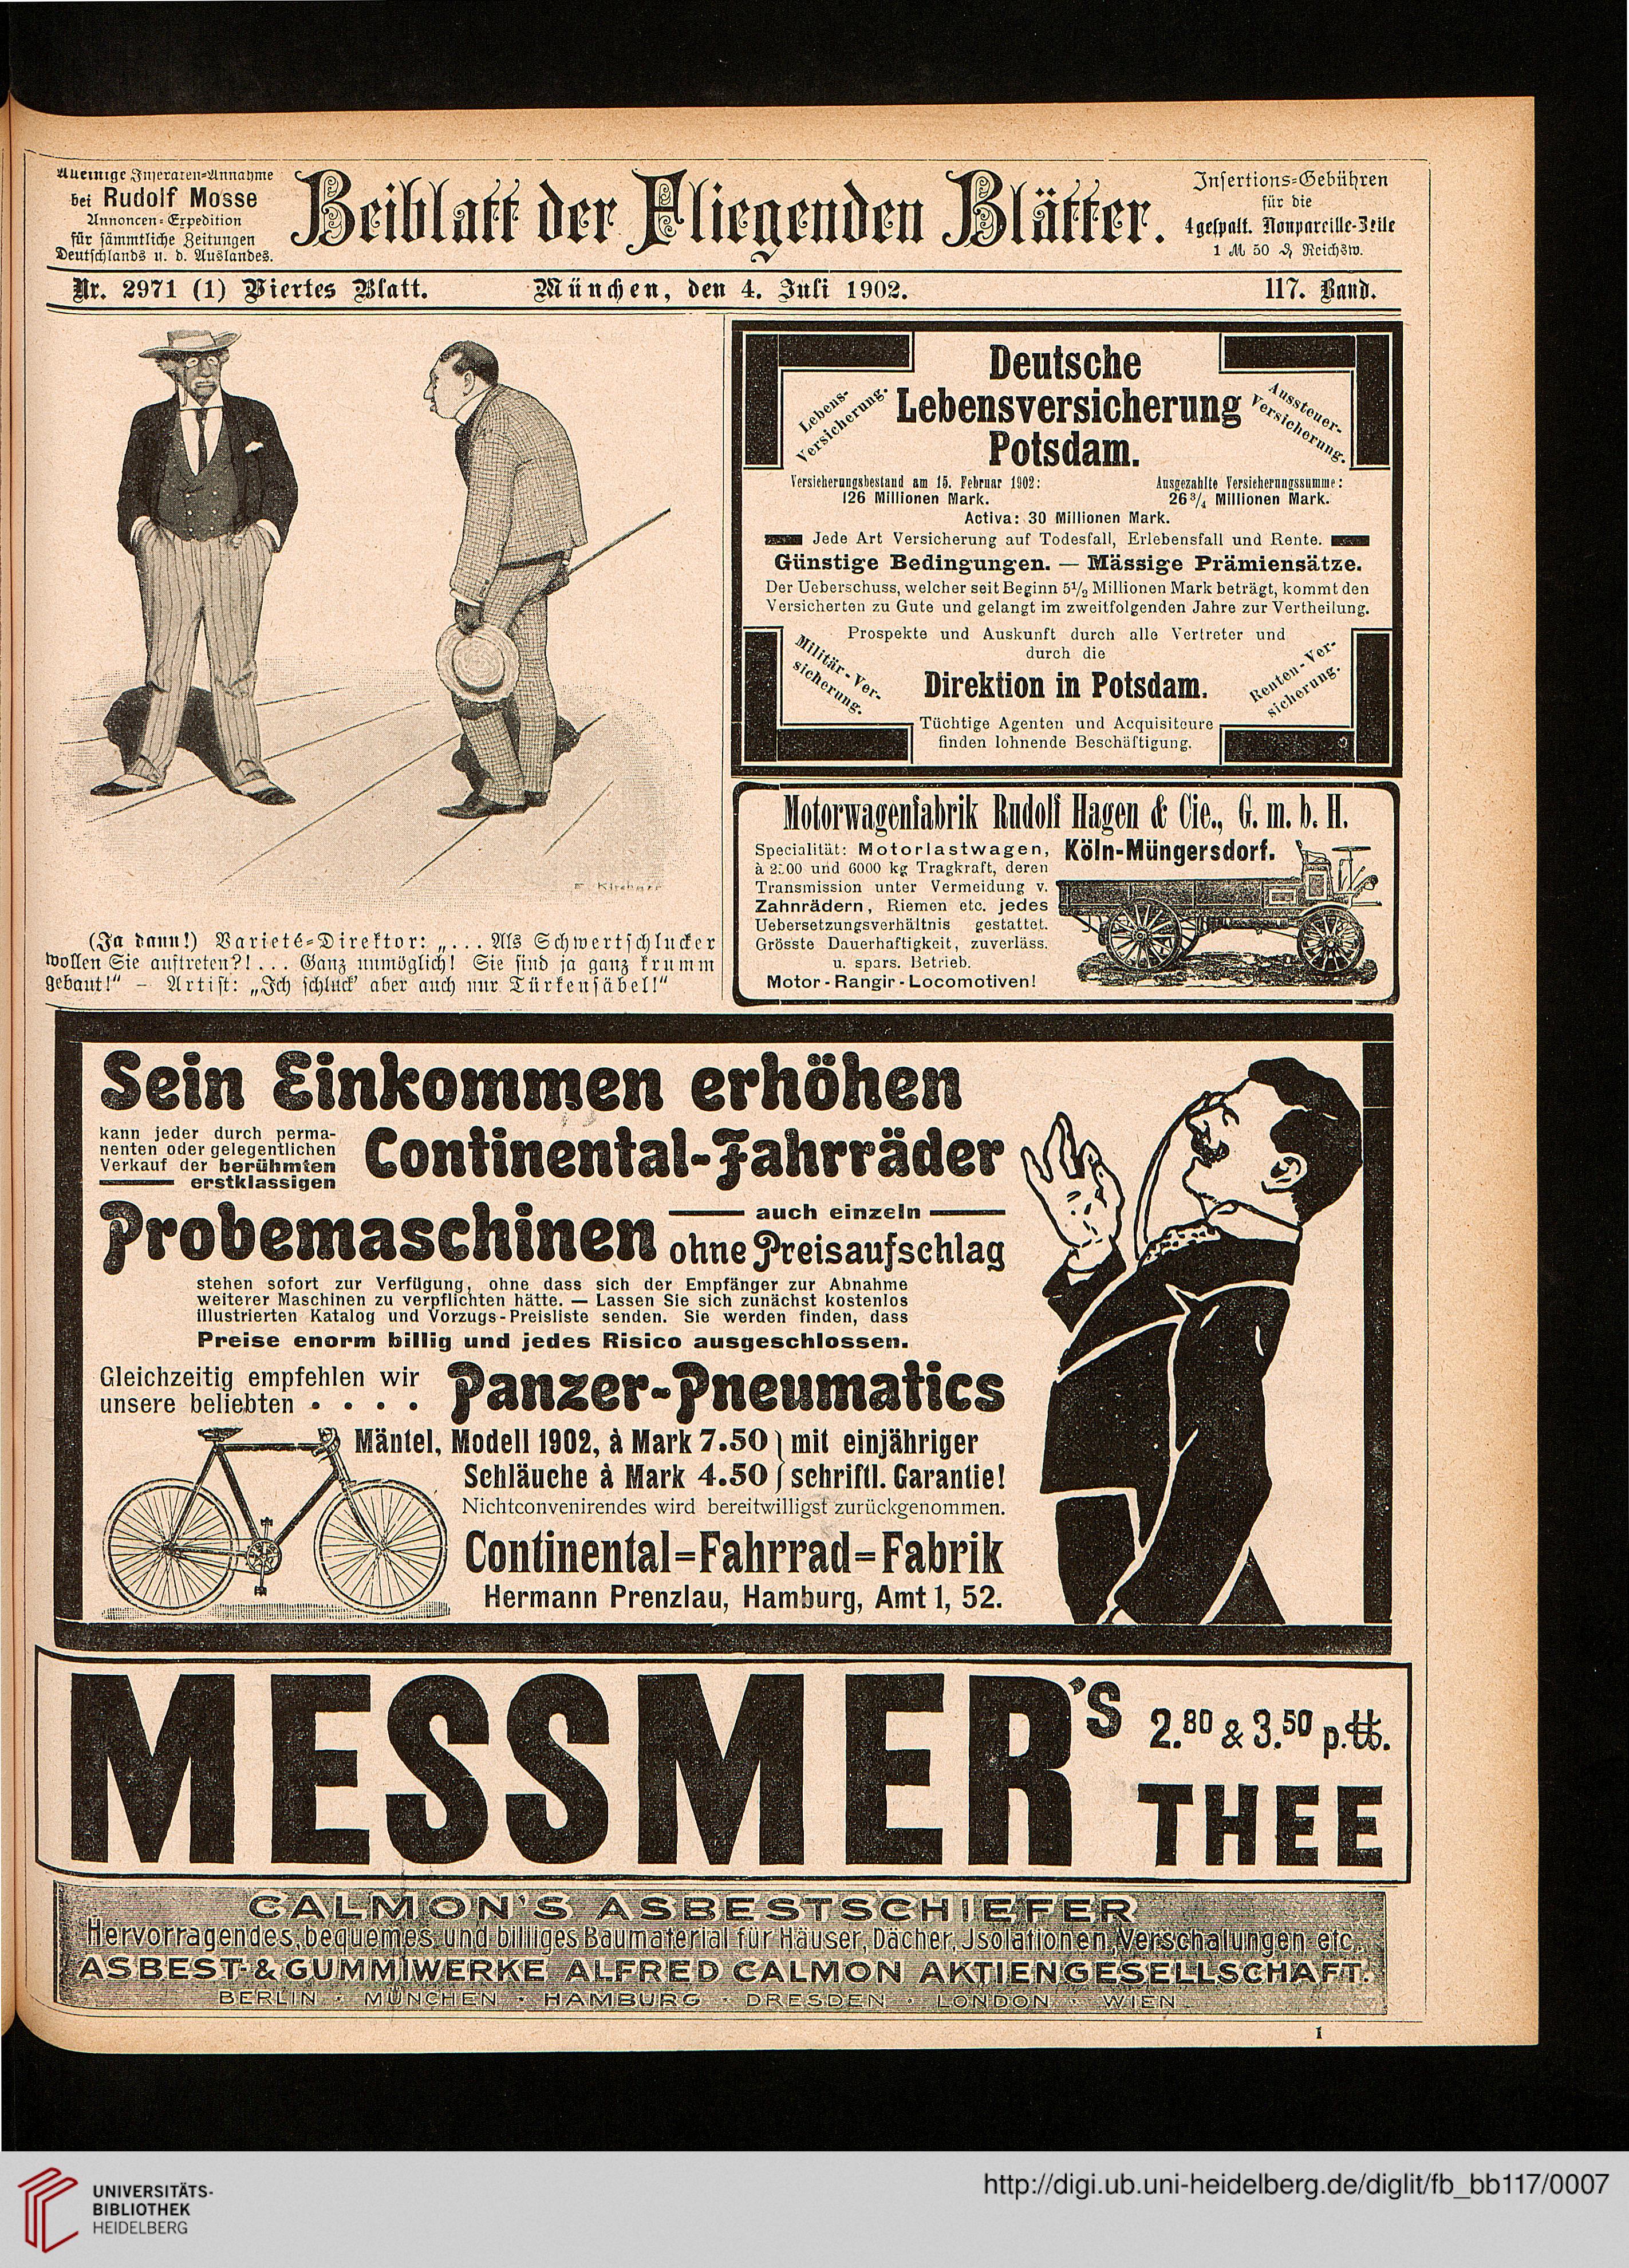 Alleinige Inseraten-Annahme
bei Rudolf Mosse
Annoncen-Expedition
für sämmtliche Zeitungen
Deutschlands u. d. Auslandes.
Beiblatt der Fliegenden Blätter.
Insertions-Gebühren
für die
4gespalt. Nonpareille-Zeile
1 ℳ 50 ₰ Reichsw.
Nr. 2971 (1) Viertes Blatt. München, den 4. Juli 1902. 117. Band.
(Ja dann!) Varieté-Direktor: „... Als Schwertschlucker
wollen Sie auftreten?!... Ganz unmöglich! Sie sind ja ganz krumm
gebaut!“ – Artist: „Ich schluck' aber auch nur Türkensäbel!“
Deutsche
Lebensversicherung
Potsdam.
Lebens-
Versicherung.
Aussteuer-
Versicherung.
Versicherungsbestand am 15. Februar 1902:
126 Millionen Mark.
Ausgezahlte Versicherungssumme:
26¾ Millionen Mark.
Activa: 30 Millionen Mark.
Jede Art Versicherung auf Todesfall, Erlebensfall und Rente.
Günstige Bedingungen. — Mässige Prämiensätze.
Der Ueberschuss, welcher seit Beginn 5½ Millionen Mark beträgt, kommt den
Versicherten zu Gute und gelangt im zweitfolgenden Jahre zur Vertheilung.
Prospekte und Auskunft durch alle Vertreter und
durch die
Militär-Ver-
sicherung.
Direktion in Potsdam.
Renten-Ver-
sicherung.
Tüchtige Agenten und Acquisiteure
finden lohnende Beschäftigung.
Motorwagenfabrik Rudolf Hagen & Cie., G. m. b. H.
Köln-Müngersdorf.
Specialität: Motorlastwagen,
à 2500 und 6000 kg Tragkraft, deren
Transmission unter Vermeidung v.
Zahnrädern, Riemen etc. jedes
Uebersetzungsverhältnis gestattet.
Grösste Dauerhaftigkeit, zuverläss.
u. spars. Betrieb.
Motor-Rangir-Locomotiven!
E. Kirchner
Sein Einkommen erhöhen
kann jeder durch perma-
nenten oder gelegentlichen
Verkauf der berühmten
erstklassigen
Continental-Fahrräder
Probemaschinen
auch einzeln
ohne Preisaufschlag
stehen sofort zur Verfügung, ohne dass sich der Empfänger zur Abnahme
weiterer Maschinen zu verpflichten hätte. — Lassen Sie sich zunächst kostenlos
illustrierten Katalog und Vorzugs-Preisliste senden. Sie werden finden, dass
Preise enorm billig und jedes Risico ausgeschlossen.
Gleichzeitig empfehlen wir
unsere beliebten . . . .
Panzer-Pneumatics
Mäntel, Modell 1902, à Mark 7.50 } mit einjähriger
Schläuche à Mark 4.50 } schriftl. Garantie!
Nichtconvenirendes wird bereitwilligst zurückgenommen.
Continental=Fahrrad=Fabrik
Hermann Prenzlau, Hamburg, Amt 1, 52.
MESSMER'S
2.80 & 3.50 p. ℔.
THEE
CALMON'S ASBESTSCHIEFER
Hervorragendes, bequemes und billiges Baumaterial für Häuser, Dächer, Jsolationen, Verschalungen etc.
ASBEST- & GUMMIWERKE ALFRED CALMON AKTIENGESELLSCHAFT.
BERLIN · MÜNCHEN · HAMBURG · DRESDEN · LONDON · WIEN
1
UNIVERSITÄTS-
BIBLIOTHEK
HEIDELBERG
http://digi.ub.uni-heidelberg.de/diglit/fb_bb117/0007